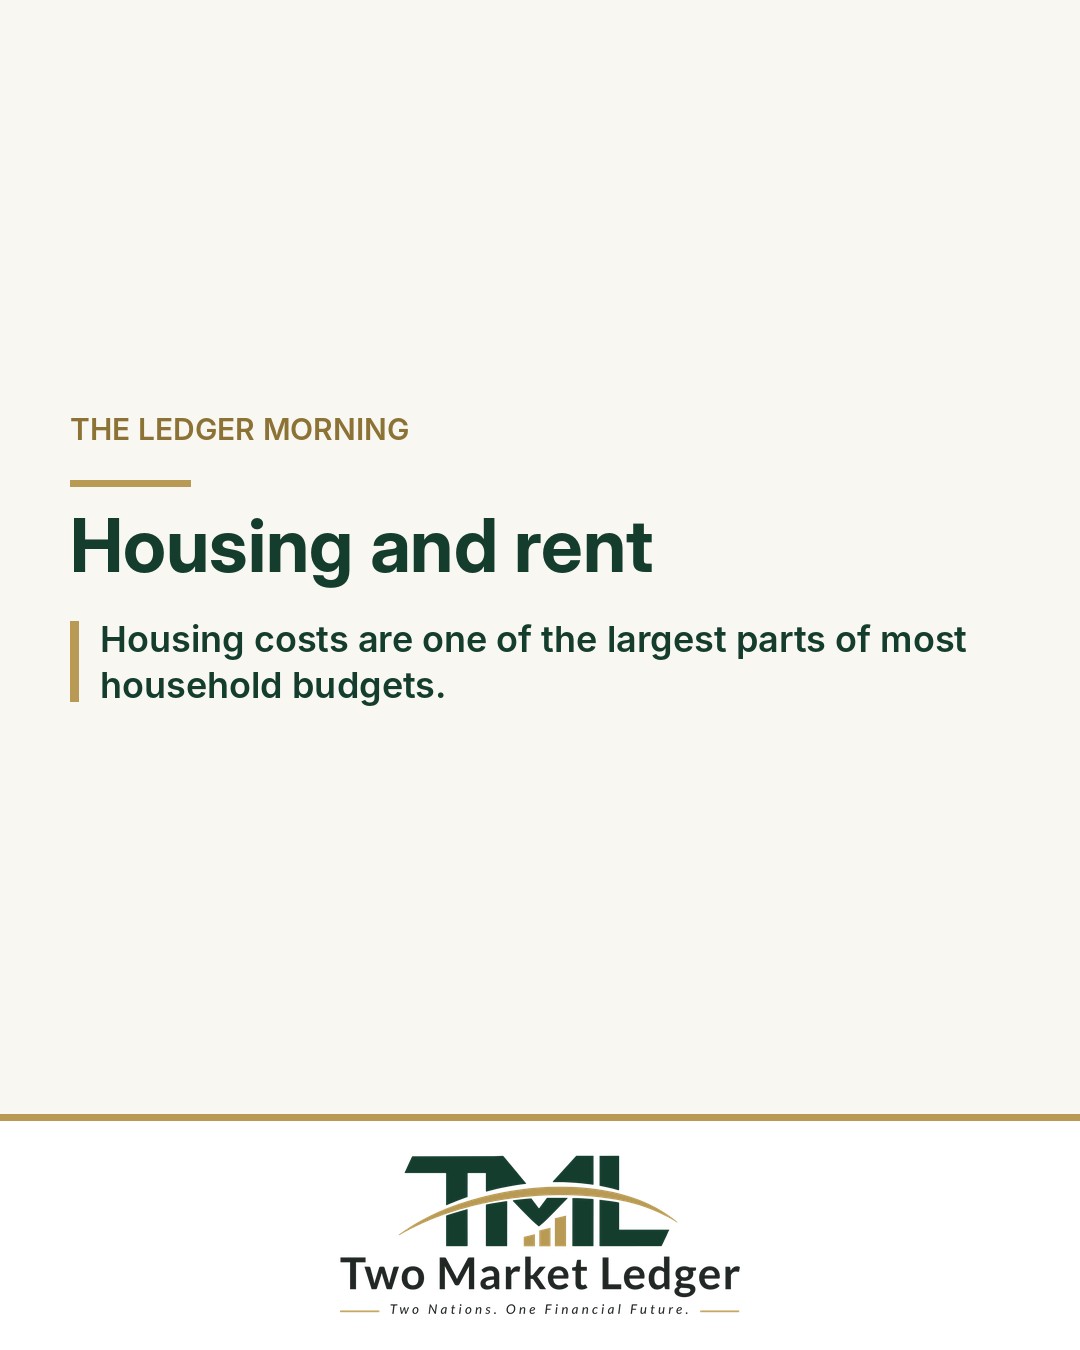 THE LEDGER MORNING
Housing and rent
Housing costs are one of the largest parts of most
household budgets.
TML
Two Market Ledger
Two Nations. One Financial Future.